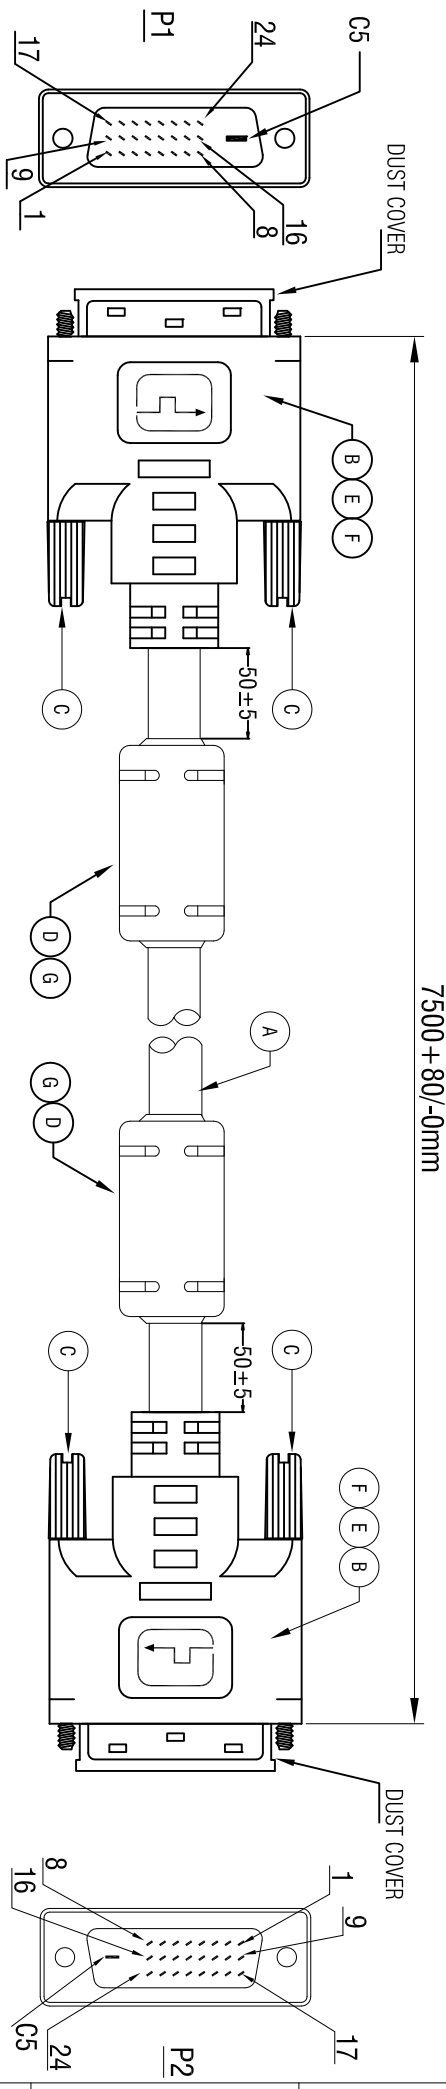 P1
17
24
C5
9
1
8
16
DUST COVER
B E F
C
C
50±5
D G
7500+80/-0mm
A
G D
50±5
C
C
F E B
DUST COVER
8
16
1
9
C5
24
17
P2